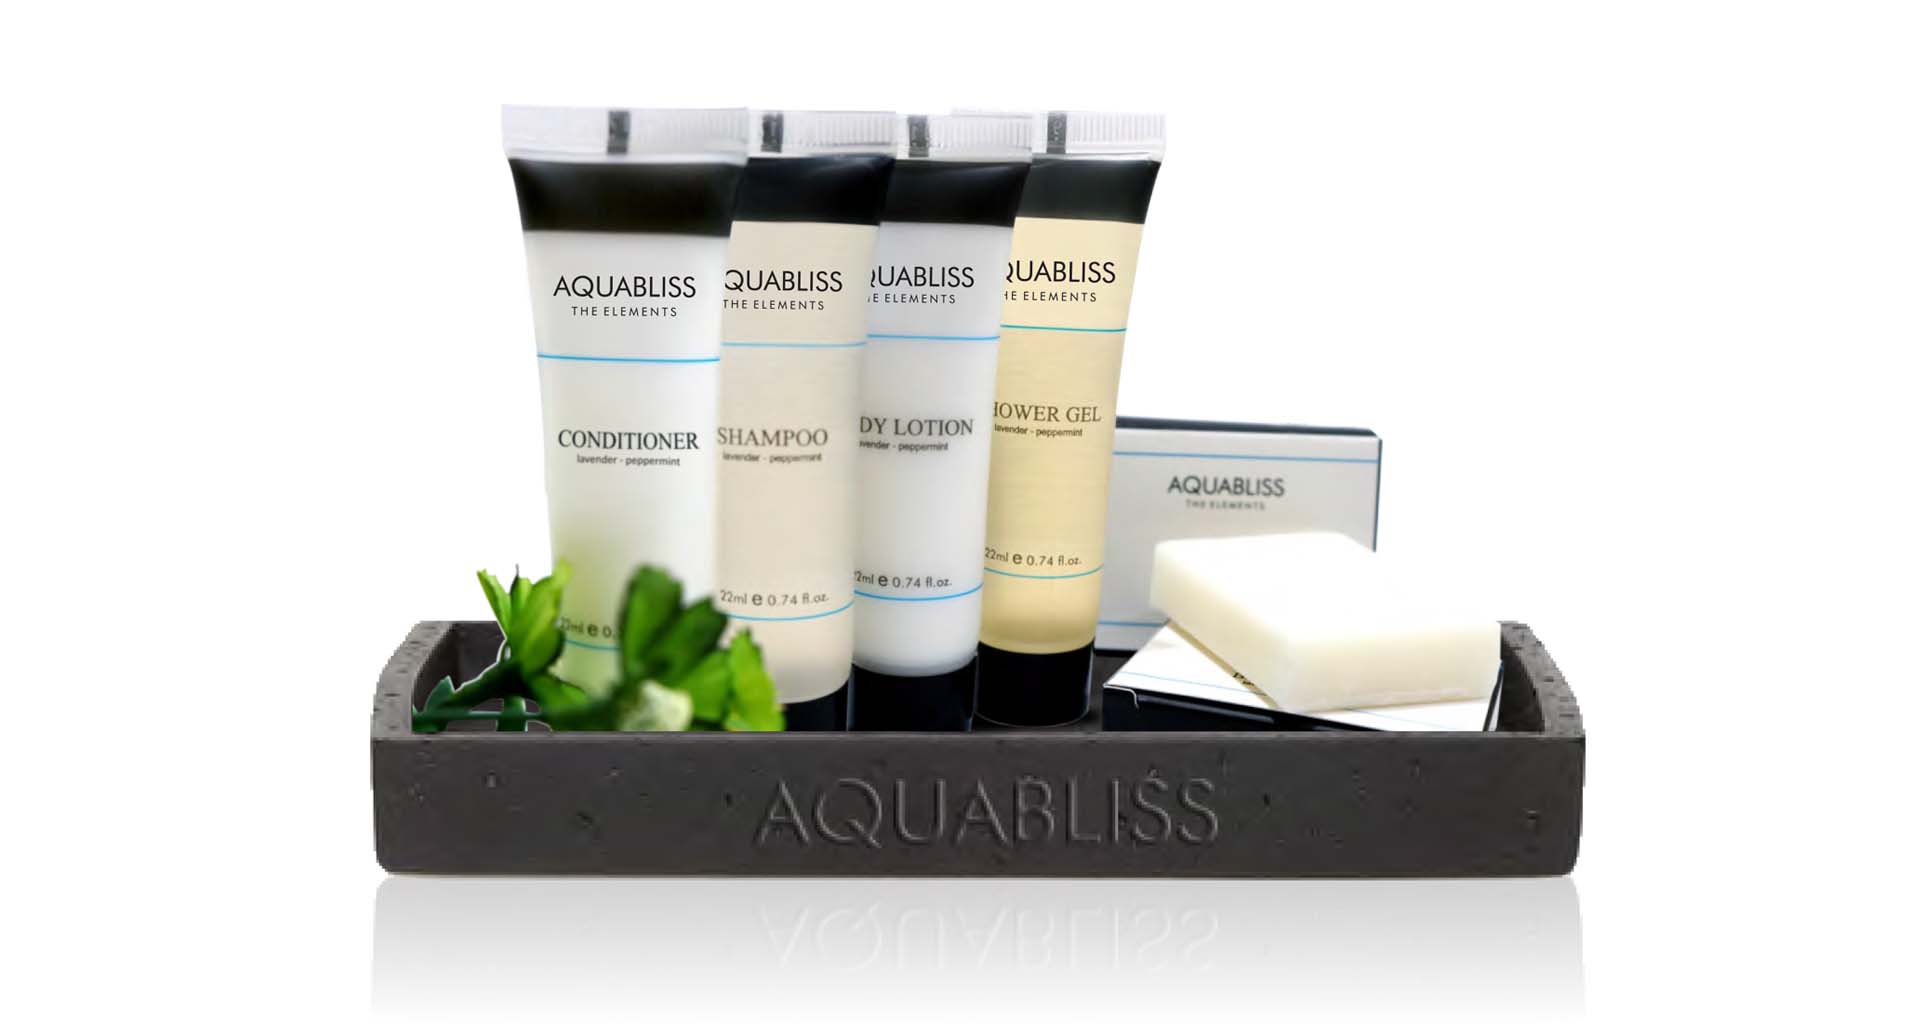 AQUABLISS
THE ELEMENTS
CONDITIONER
lavender - peppermint
22ml e 0.
QUABLISS
THE ELEMENTS
SHAMPOO
lavender - peppermint
22ml e 0.74 fl.oz.
QUABLISS
E ELEMENTS
DY LOTION
vender - peppermint
22ml e 0.74 fl.oz.
QUABLISS
HE ELEMENTS
HOWER GEL
lavender - peppermint
22ml e 0.74 fl.oz.
AQUABLISS
THE ELEMENTS
AQUABLISS